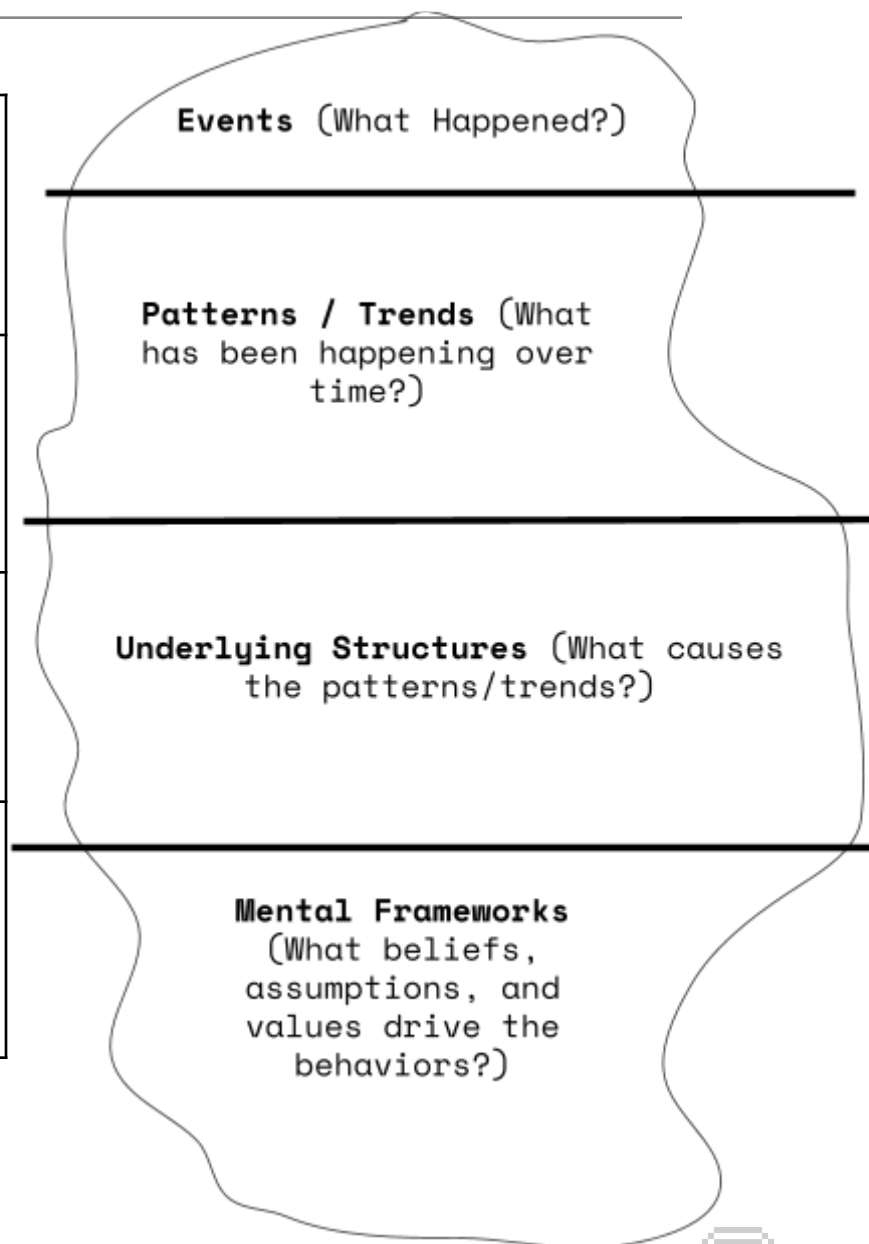 Events (What Happened?)
Patterns / Trends (What
has been happening over
time?)
Underlying Structures (What causes
the patterns/trends?)
Mental Frameworks
(What beliefs,
assumptions, and
values drive the
behaviors?)